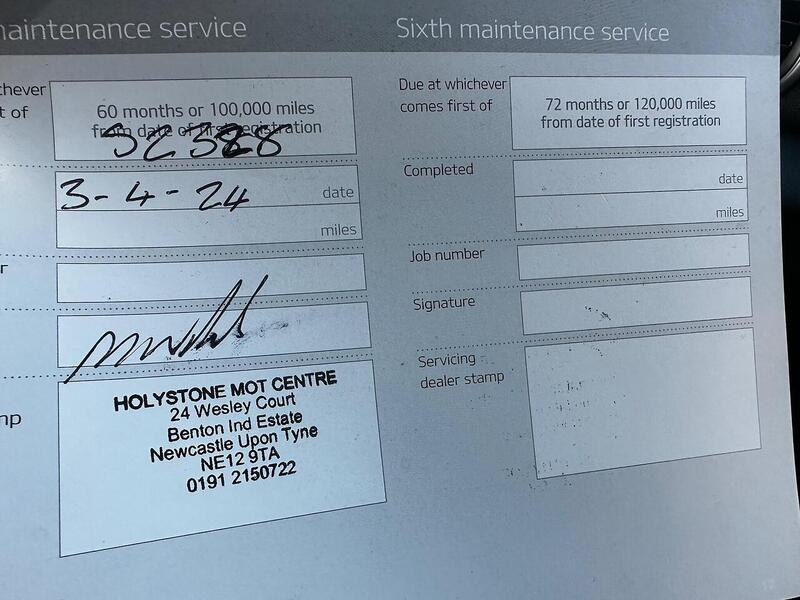 maintenance service
chever
t of
60 months or 100,000 miles
from date of first registration
3-4-24
date
miles
r
mp
HOLYSTONE MOT CENTRE
24 Wesley Court
Benton Ind Estate
Newcastle Upon Tyne
NE12 9TA
0191 2150722
Sixth maintenance service
Due at whichever
comes first of
72 months or 120,000 miles
from date of first registration
Completed
date
miles
Job number
Signature
Servicing
dealer stamp